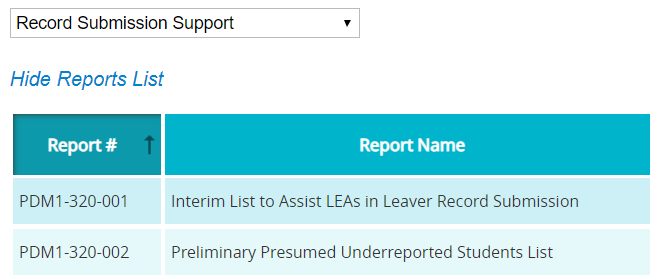 Record Submission Support
Hide Reports List
Report # Report Name
PDM1-320-001 Interim List to Assist LEAs in Leaver Record Submission
PDM1-320-002 Preliminary Presumed Underreported Students List